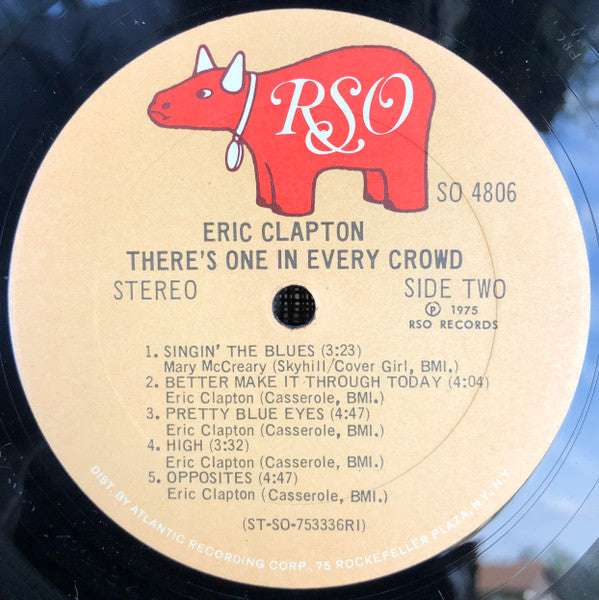 RSO
SO 4806
ERIC CLAPTON
THERE'S ONE IN EVERY CROWD
STEREO
SIDE TWO
℗ 1975
RSO RECORDS
1. SINGIN' THE BLUES (3:23)
Mary McCreary (Skyhill/Cover Girl, BMI.)
2. BETTER MAKE IT THROUGH TODAY (4:04)
Eric Clapton (Casserole, BMI.)
3. PRETTY BLUE EYES (4:47)
Eric Clapton (Casserole, BMI.)
4. HIGH (3:32)
Eric Clapton (Casserole, BMI.)
5. OPPOSITES (4:47)
Eric Clapton (Casserole, BMI.)
(ST-SO-753336RI)
DIST. BY ATLANTIC RECORDING CORP., 75 ROCKEFELLER PLAZA, N.Y. N.Y.